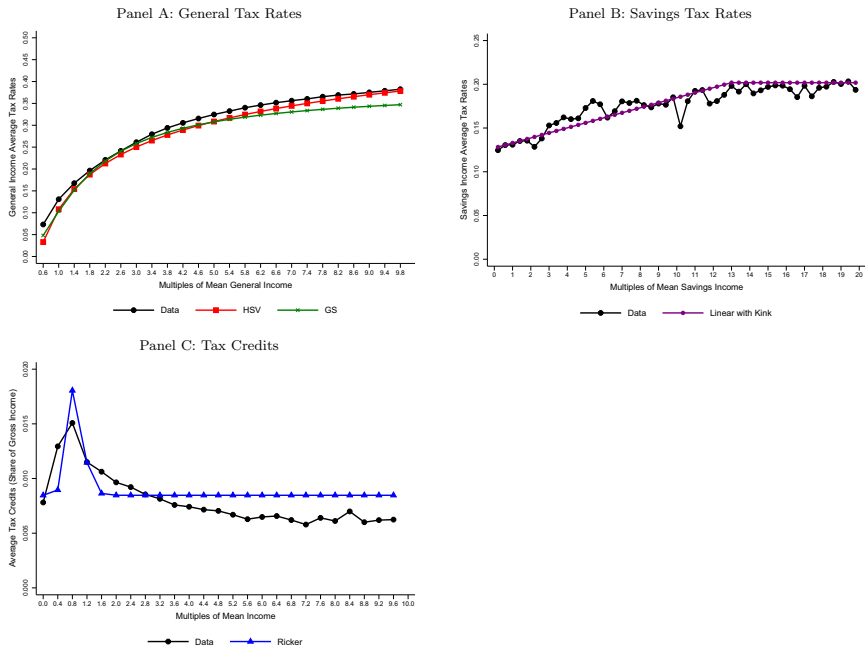 Panel A: General Tax Rates
General Income Average Tax Rates
0.50
0.45
0.40
0.35
0.30
0.25
0.20
0.15
0.10
0.05
0.00
0.6 1.0 1.4 1.8 2.2 2.6 3.0 3.4 3.8 4.2 4.6 5.0 5.4 5.8 6.2 6.6 7.0 7.4 7.8 8.2 8.6 9.0 9.4 9.8
Multiples of Mean General Income
Data HSV GS
Panel B: Savings Tax Rates
Savings Income Average Tax Rates
0.25
0.20
0.15
0.10
0.05
0.00
0 1 2 3 4 5 6 7 8 9 10 11 12 13 14 15 16 17 18 19 20
Multiples of Mean Savings Income
Data Linear with Kink
Panel C: Tax Credits
Average Tax Credits (Share of Gross Income)
0.020
0.015
0.010
0.005
0.000
0.0 0.4 0.8 1.2 1.6 2.0 2.4 2.8 3.2 3.6 4.0 4.4 4.8 5.2 5.6 6.0 6.4 6.8 7.2 7.6 8.0 8.4 8.8 9.2 9.6 10.0
Multiples of Mean Income
Data Ricker